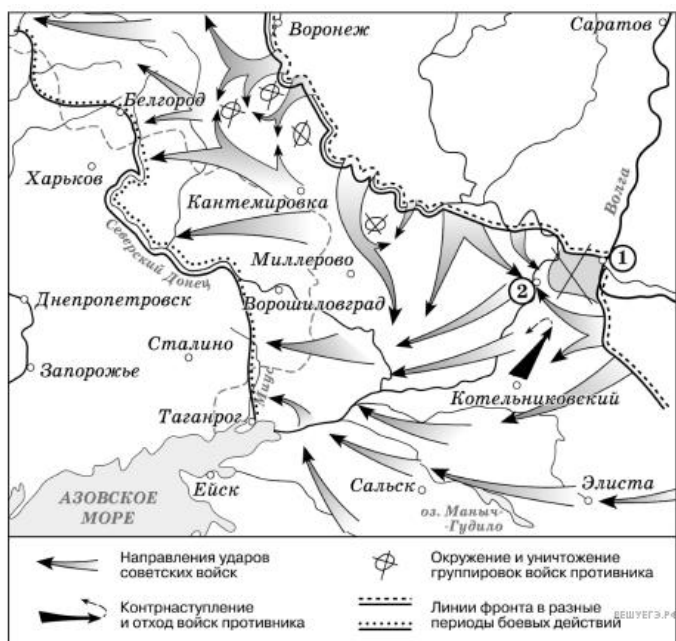 Воронеж
Саратов
Белгород
Харьков
Волга
Кантемировка
Северский Донец
Миллерово
1
2
Днепропетровск
Ворошиловград
Сталино
Запорожье
Миус
Котельниковский
Таганрог
АЗОВСКОЕ
МОРЕ
Ейск
Сальск
Элиста
оз. Маныч-
-Гудило
Направления ударов
советских войск
Окружение и уничтожение
группировок войск противника
Контрнаступление
и отход войск противника
Линии фронта в разные
периоды боевых действий
РЕШУЕГЭ.РФ